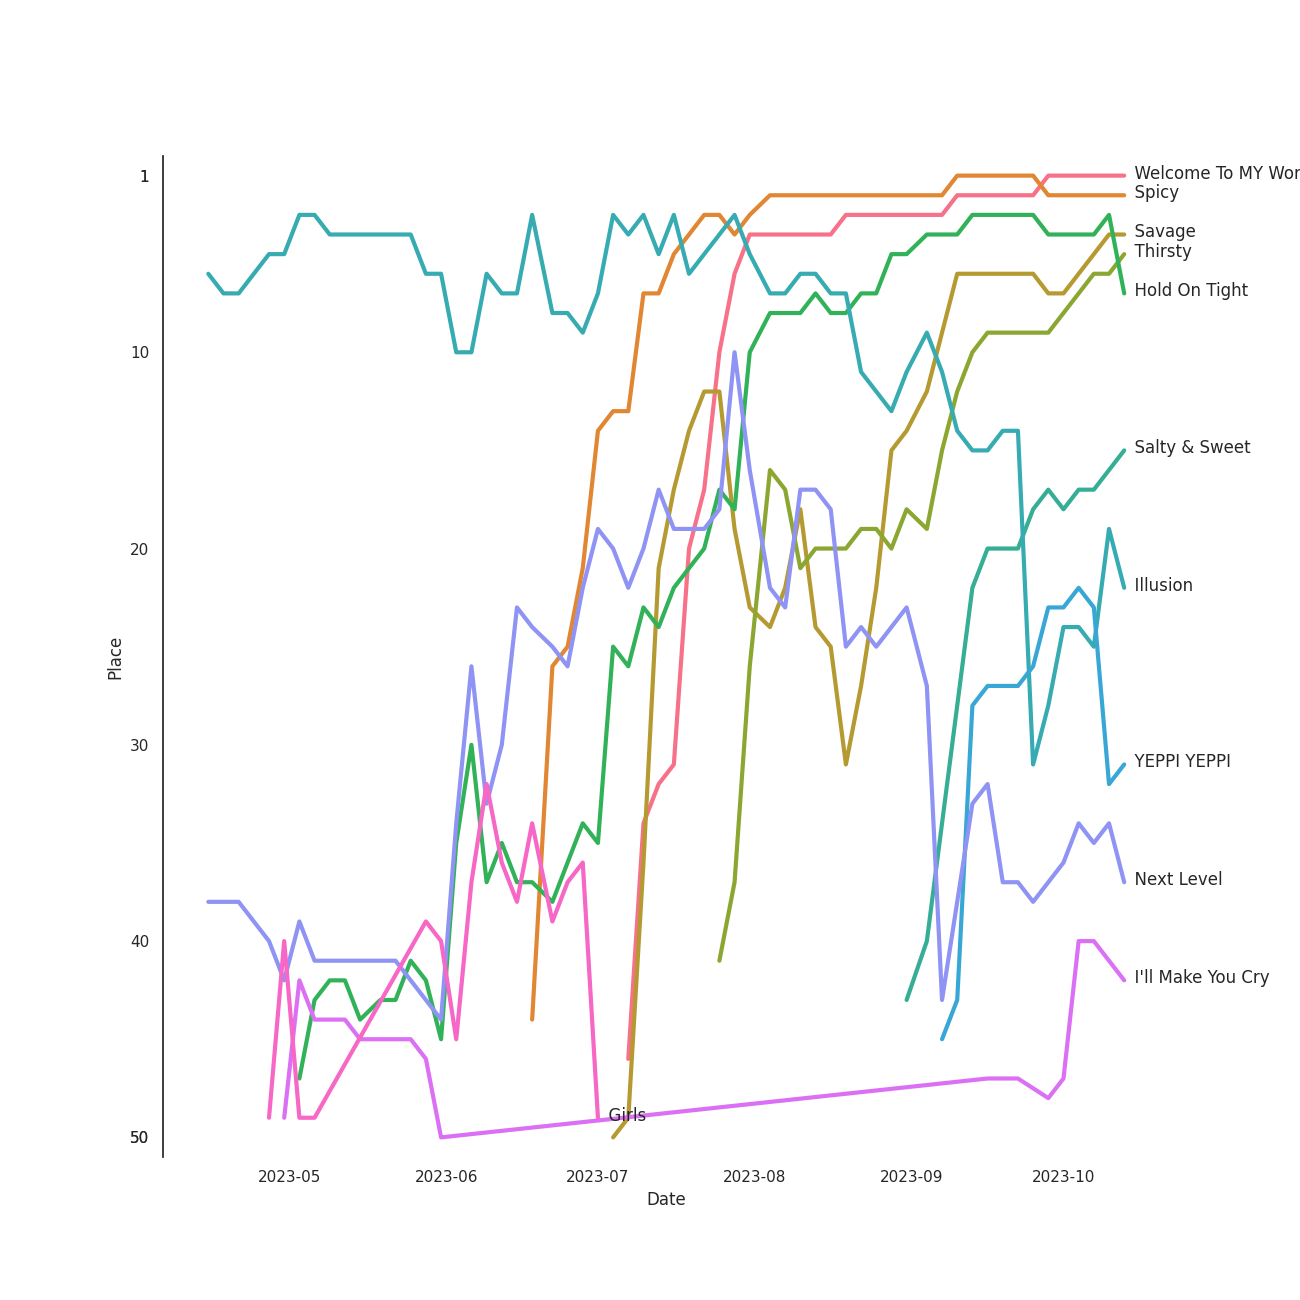 1
10
20
30
40
50
Place
2023-05
2023-06
2023-07
2023-08
2023-09
2023-10
Date
Welcome To MY Wor
Spicy
Savage
Thirsty
Hold On Tight
Salty & Sweet
Illusion
YEPPI YEPPI
Next Level
I'll Make You Cry
Girls